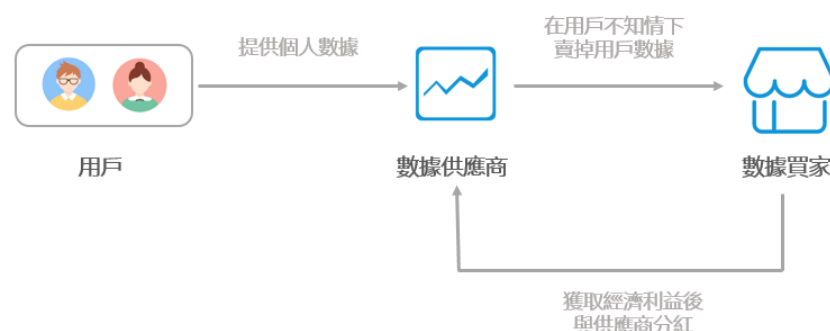 提供個人數據
在用戶不知情下
賣掉用戶數據
用戶
數據供應商
數據買家
獲取經濟利益後
與供應商分紅